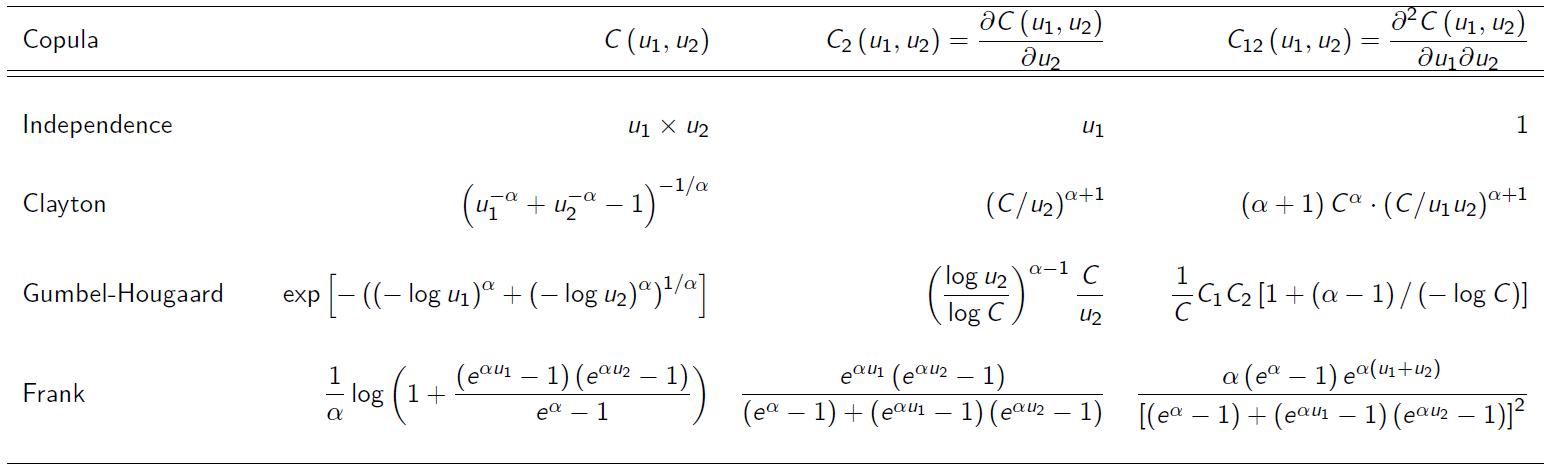 Copula C (u₁, u₂) C₂ (u₁, u₂) = ∂C (u₁, u₂) / ∂u₂ C₁₂ (u₁, u₂) = ∂²C (u₁, u₂) / ∂u₁∂u₂
Independence u₁ × u₂ u₁ 1
Clayton (u₁^{−α} + u₂^{−α} − 1)^{−1/α} (C/u₂)^{α+1} (α + 1) C^α · (C/u₁u₂)^{α+1}
Gumbel-Hougaard exp [− ((− log u₁)^α + (− log u₂)^α)^{1/α}] (log u₂ / log C)^{α−1} C / u₂ 1 / C C₁C₂ [1 + (α − 1) / (− log C)]
Frank 1 / α log (1 + (e^{αu₁} − 1) (e^{αu₂} − 1) / e^α − 1) e^{αu₁} (e^{αu₂} − 1) / (e^α − 1) + (e^{αu₁} − 1) (e^{αu₂} − 1) α (e^α − 1) e^{α(u₁+u₂)} / [(e^α − 1) + (e^{αu₁} − 1) (e^{αu₂} − 1)]²